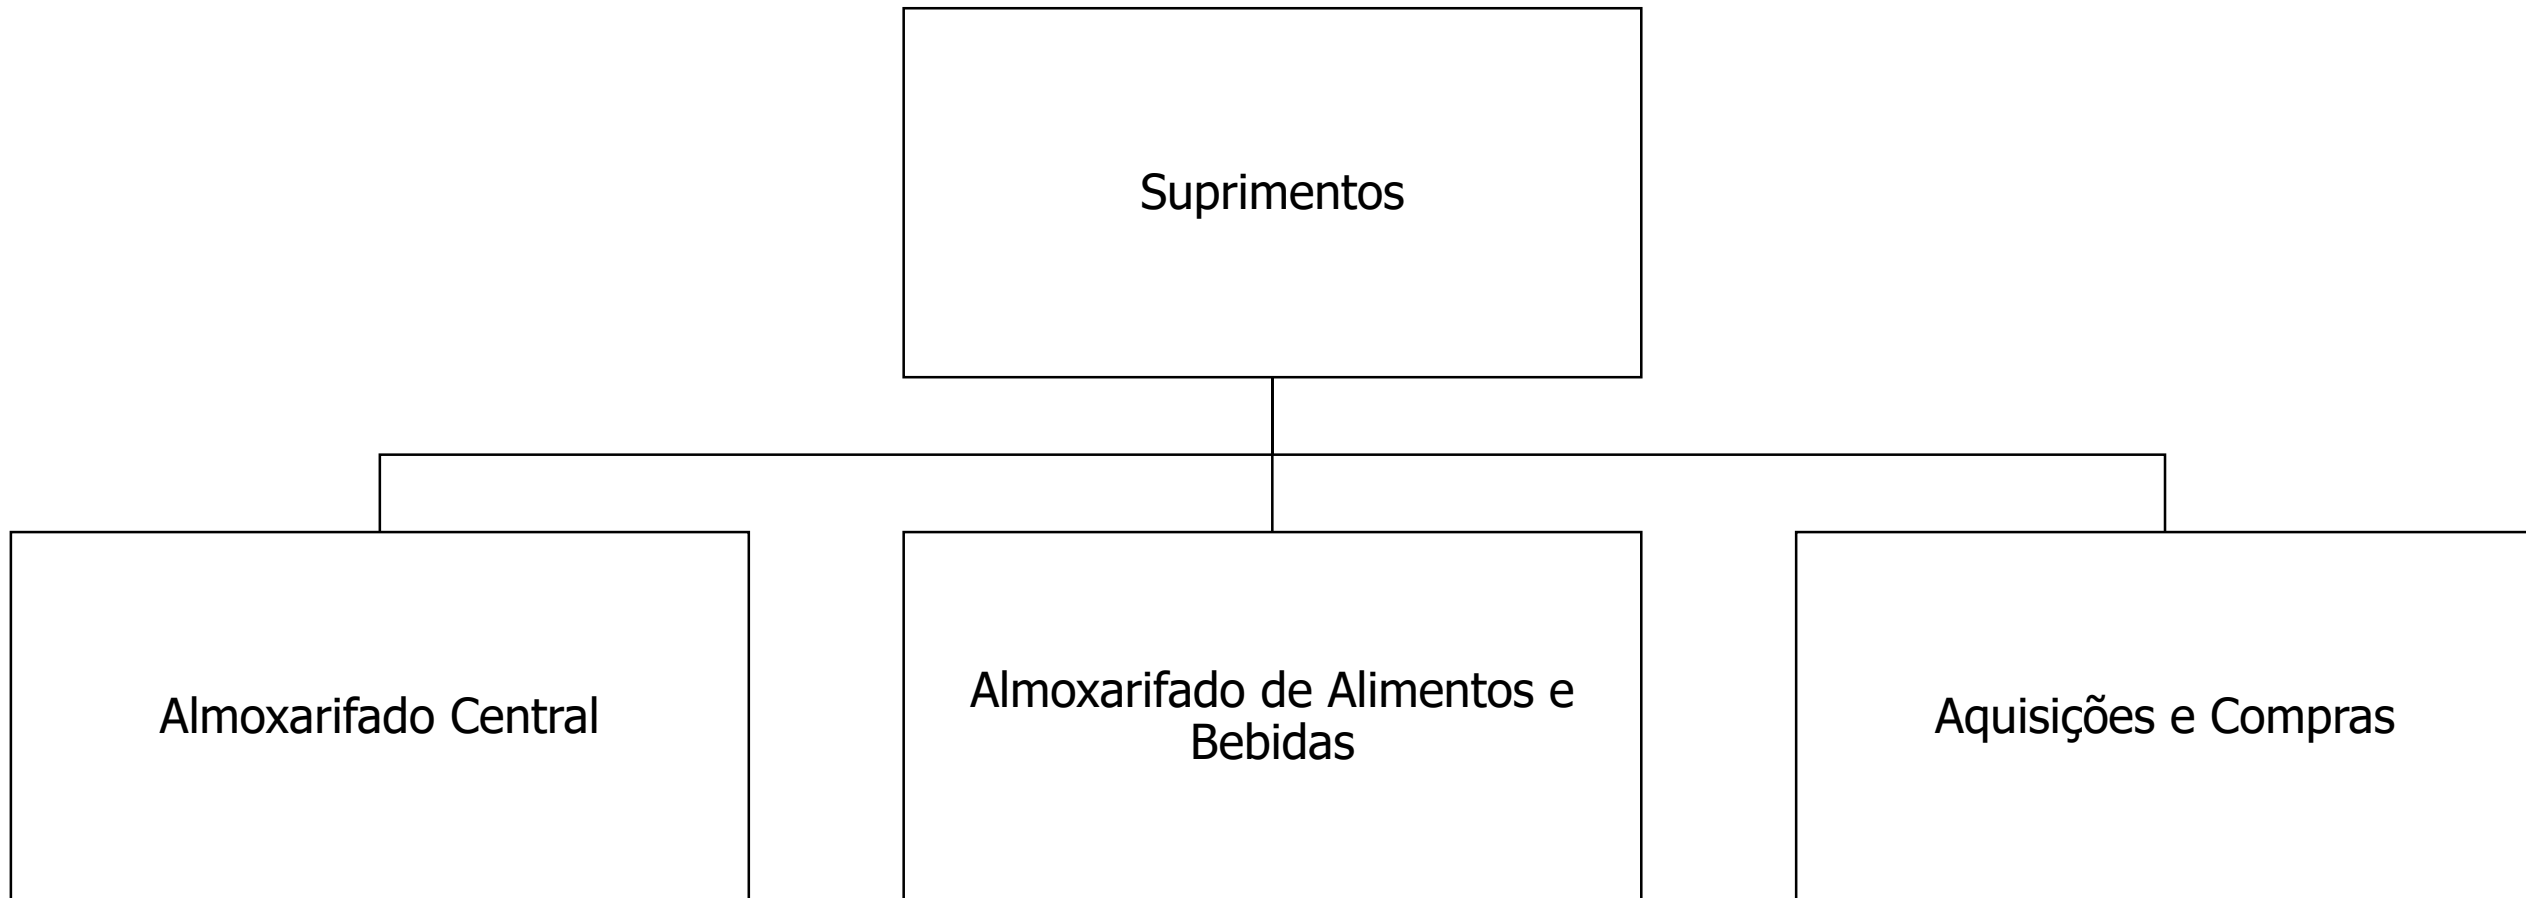 Suprimentos
Almoxarifado Central
Almoxarifado de Alimentos e
Bebidas
Aquisições e Compras